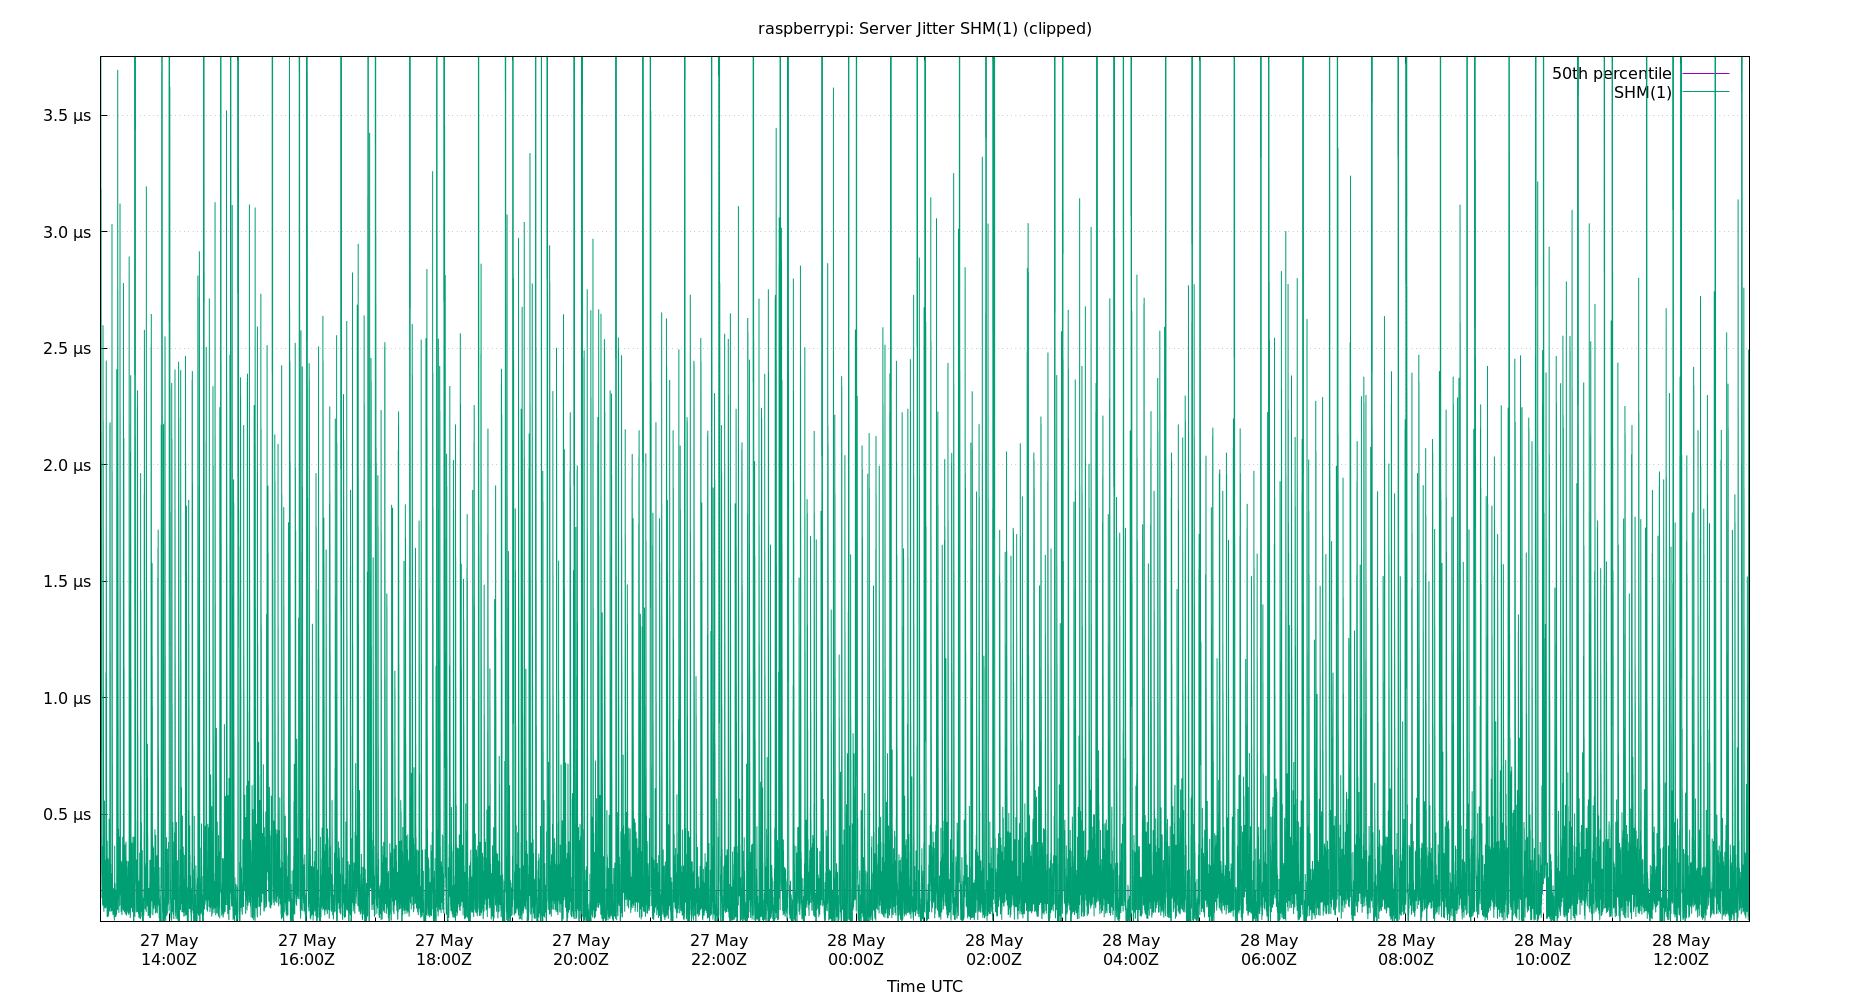 raspberrypi: Server Jitter SHM(1) (clipped)
50th percentile
SHM(1)
3.5 μs
3.0 μs
2.5 μs
2.0 μs
1.5 μs
1.0 μs
0.5 μs
27 May 27 May 27 May 27 May 27 May 28 May 28 May 28 May 28 May 28 May 28 May 28 May
14:00Z 16:00Z 18:00Z 20:00Z 22:00Z 00:00Z 02:00Z 04:00Z 06:00Z 08:00Z 10:00Z 12:00Z
Time UTC